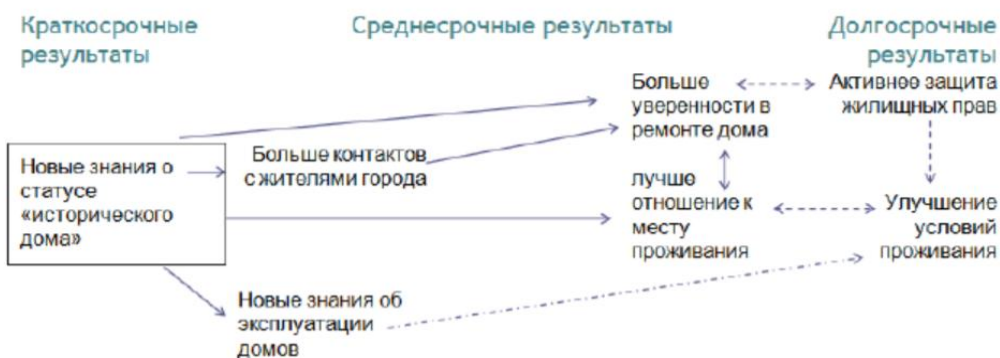 Краткосрочные
результаты
Среднесрочные результаты
Долгосрочные
результаты
Новые знания о
статусе
«исторического
дома»
Больше контактов
с жителями города
Новые знания об
эксплуатации
домов
Больше
уверенности в
ремонте дома
лучше
отношение к
месту
проживания
Активнее защита
жилищных прав
Улучшение
условий
проживания